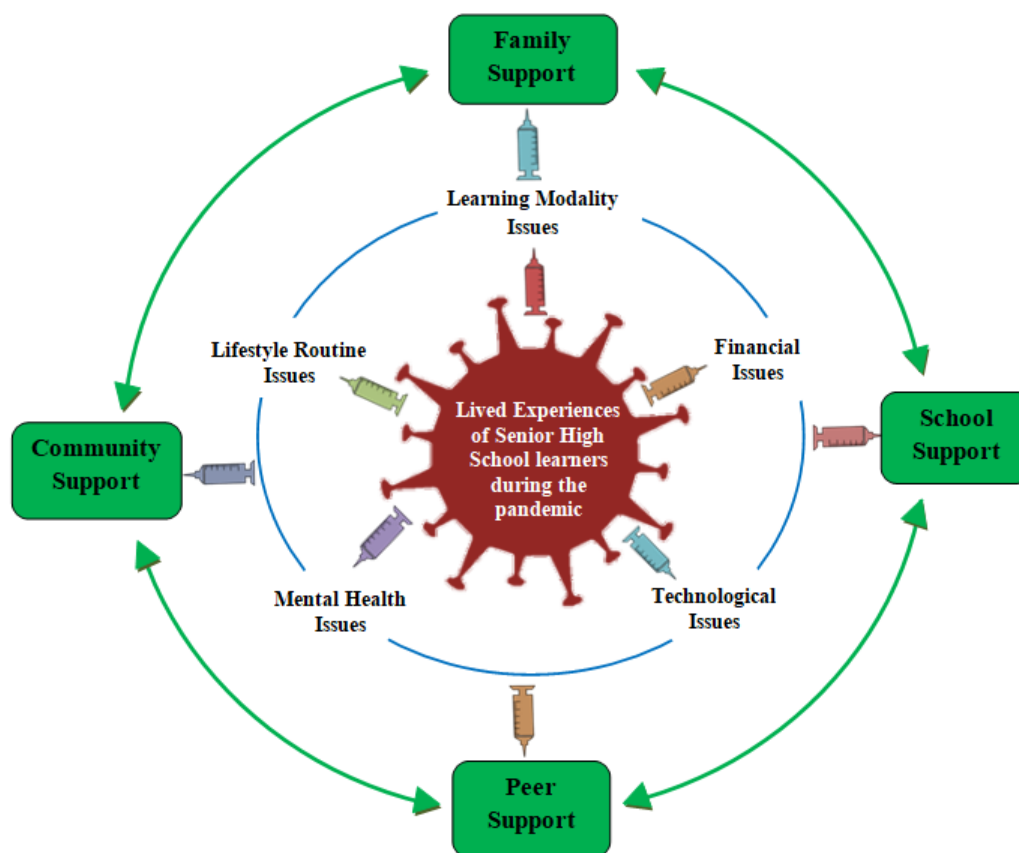 Family
Support
Learning Modality
Issues
Lifestyle Routine
Issues
Financial
Issues
Lived Experiences
of Senior High
School learners
during the
pandemic
Community
Support
School
Support
Mental Health
Issues
Technological
Issues
Peer
Support